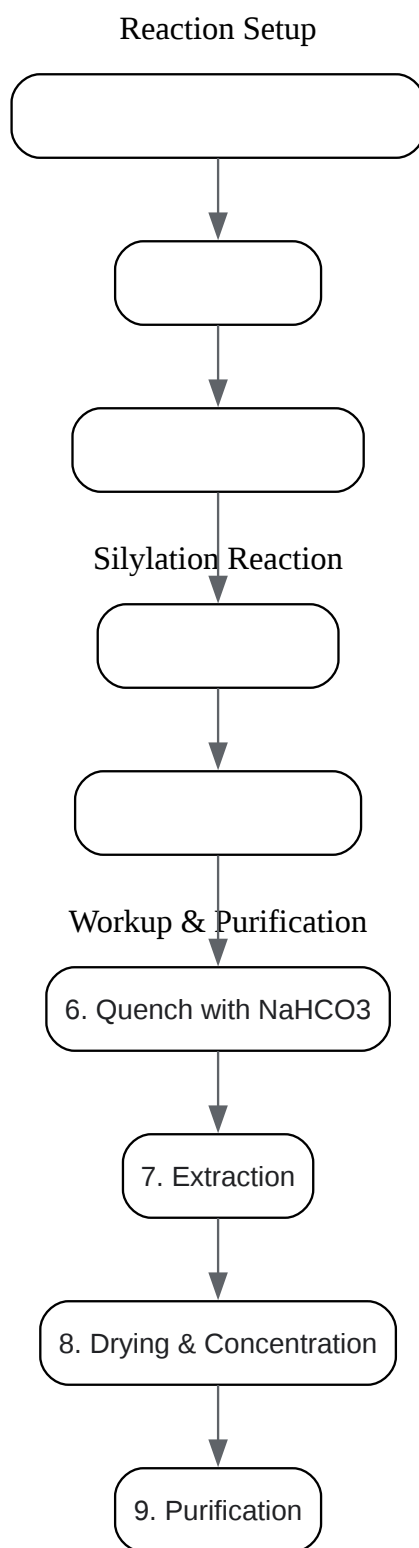 Reaction Setup
Silylation Reaction
Workup & Purification
6. Quench with NaHCO3
7. Extraction
8. Drying & Concentration
9. Purification